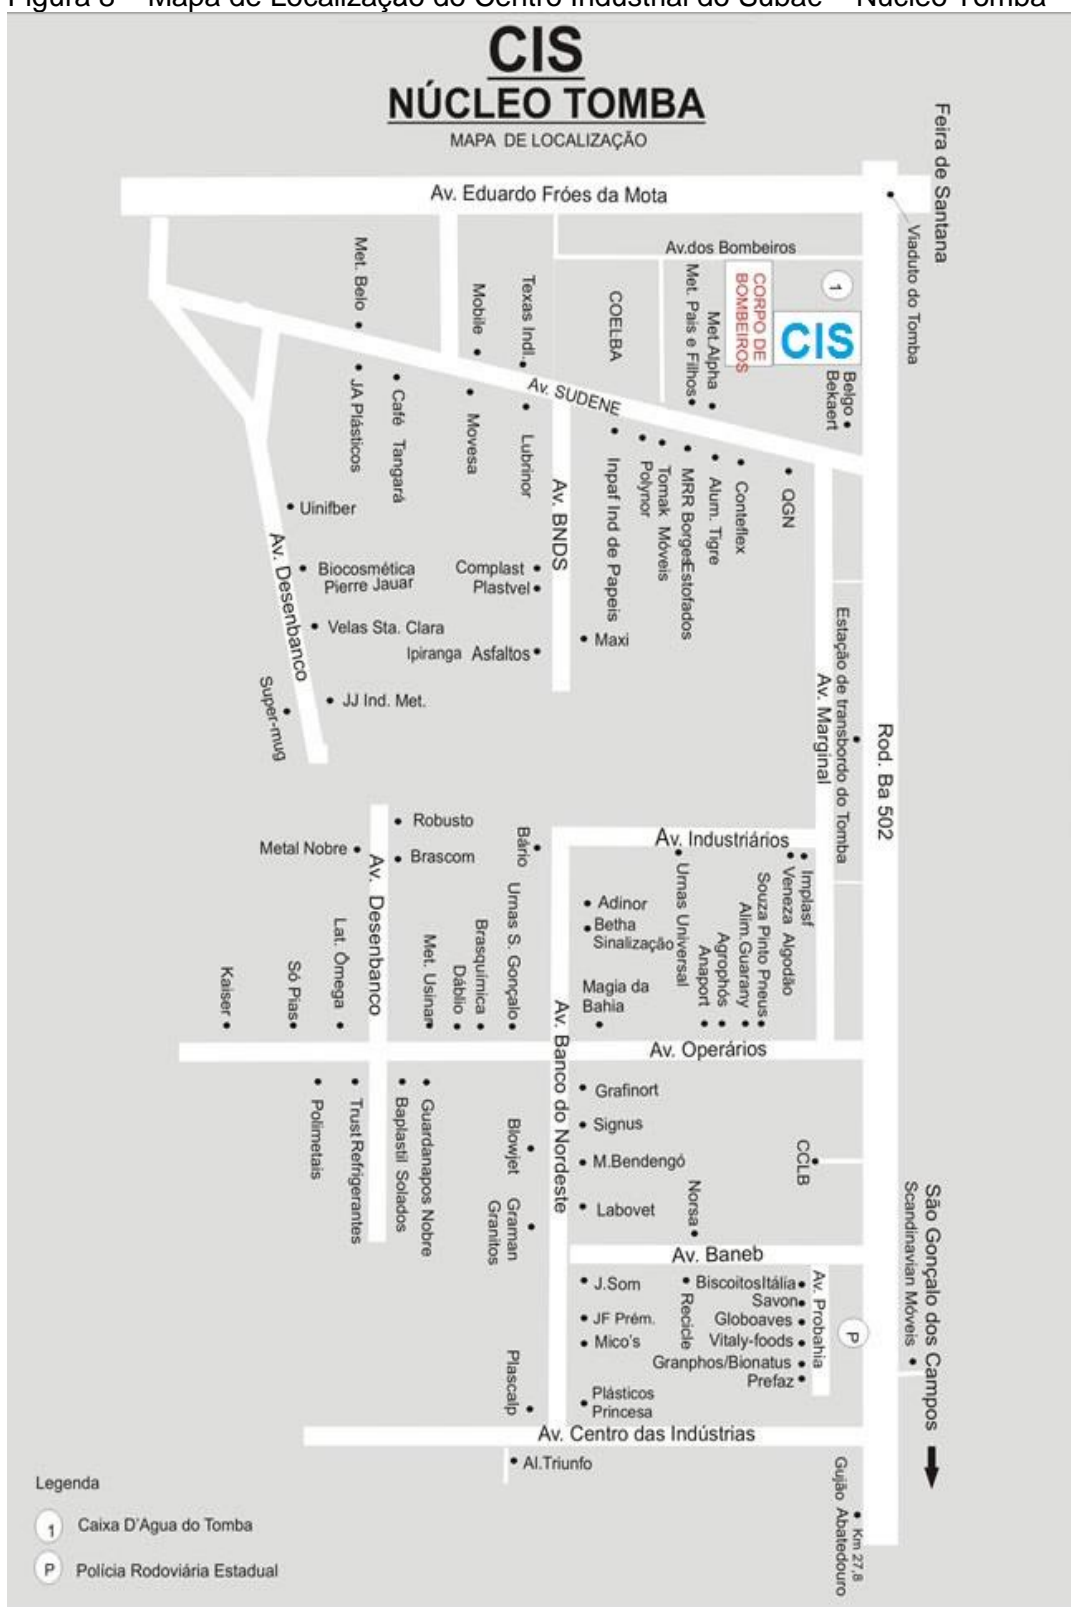 Figura 8 – Mapa de Localização do Centro Industrial do Subaé – Núcleo Tomba
CIS
NÚCLEO TOMBA
MAPA DE LOCALIZAÇÃO
Feira de Santana
Av. Eduardo Fróes da Mota
Viaduto do Tomba
Av.dos Bombeiros
1
CIS
CORPO DE
BOMBEIROS
Met. Belo
Mobile
Texas Indl.
COELBA
Met. Pais e Filhos
Met.Alpha
Belgo
Bekaert
Av. SUDENE
JA Plásticos
Café Tangará
Movesa
Lubrinor
Av. BNDS
Inpaf Ind de Papeis
Polynor
Tomak Móveis
MRR BorgesEstofados
Alum. Tigre
Conteflex
QGN
Uinifber
Av. Desenbanco
Biocosmética
Pierre Jauar
Complast
Plastvel
Velas Sta. Clara
Ipiranga Asfaltos
Maxi
JJ Ind. Met.
Super-mug
Estação de transbordo do Tomba
Av. Marginal
Rod. Ba 502
Robusto
Metal Nobre
Brascom
Av. Desenbanco
Bário
Av. Industriários
Adinor
Betha
Sinalização
Magia da
Bahia
Urnas Universal
Anaport
Agrophós
Alim.Guarany
Souza Pinto Pneus
Veneza Algodão
Implasf
Kaiser
Só Pias
Lat. Ômega
Met. Usinar
Dáblio
Brasquímica
Urnas S. Gonçalo
Av. Banco do Nordeste
Av. Operários
Polimetais
Trust Refrigerantes
Baplastil Solados
Guardanapos Nobre
Blowjet
Graman
Granitos
Grafinort
Signus
M.Bendengó
Labovet
Norsa
CCLB
Av. Baneb
São Gonçalo dos Campos
Scandinavian Móveis
J.Som
JF Prém.
Mico's
Recicle
BiscoitosItália
Savon
Globoaves
Vitaly-foods
Granphos/Bionatus
Prefaz
Av. Probahia
P
Plascalp
Plásticos
Princesa
Av. Centro das Indústrias
Al.Triunfo
Gujão Abatedouro
Km 27,8
Legenda
1 Caixa D'Agua do Tomba
P Polícia Rodoviária Estadual